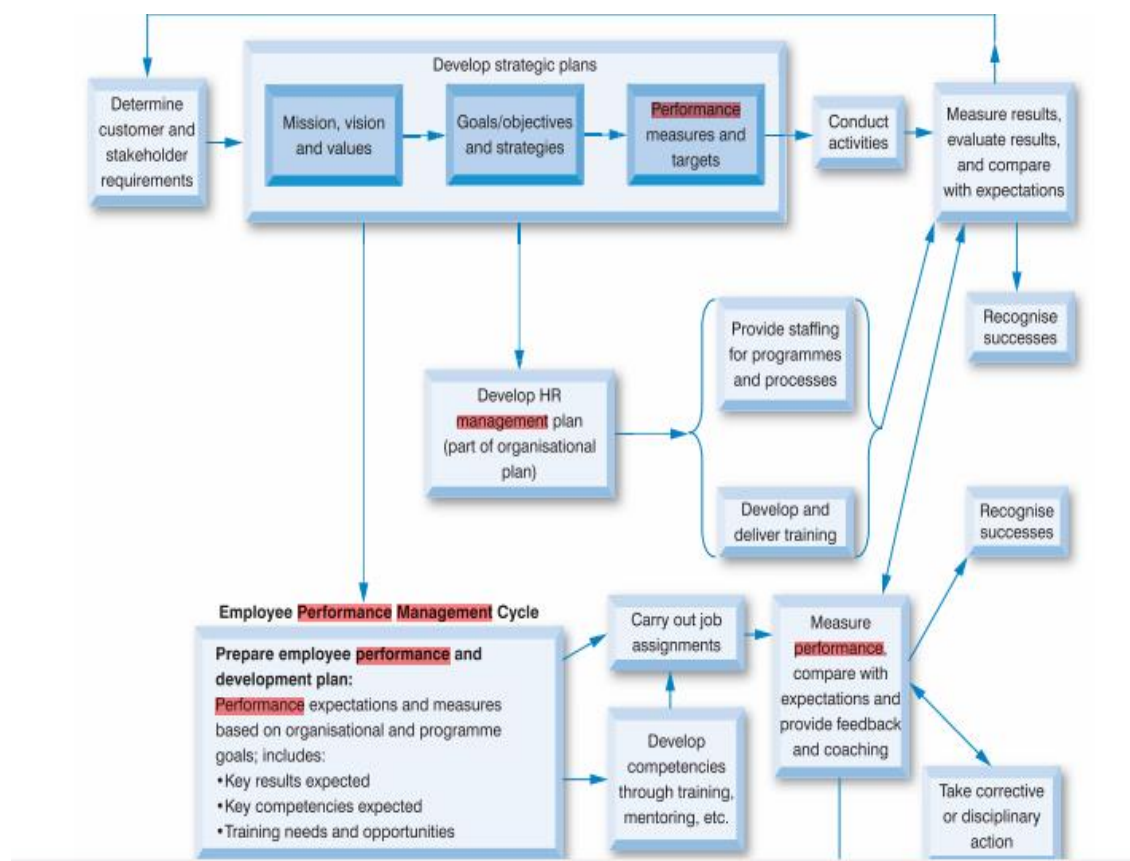 Develop strategic plans
Determine
customer and
stakeholder
requirements
Mission, vision
and values
Goals/objectives
and strategies
Performance
measures and
targets
Conduct
activities
Measure results,
evaluate results,
and compare
with expectations
Recognise
successes
Provide staffing
for programmes
and processes
Develop HR
management plan
(part of organisational
plan)
Develop and
deliver training
Recognise
successes
Employee Performance Management Cycle
Prepare employee performance and
development plan:
Performance expectations and measures
based on organisational and programme
goals; includes:
•Key results expected
•Key competencies expected
•Training needs and opportunities
Carry out job
assignments
Develop
competencies
through training,
mentoring, etc.
Measure
performance,
compare with
expectations and
provide feedback
and coaching
Take corrective
or disciplinary
action